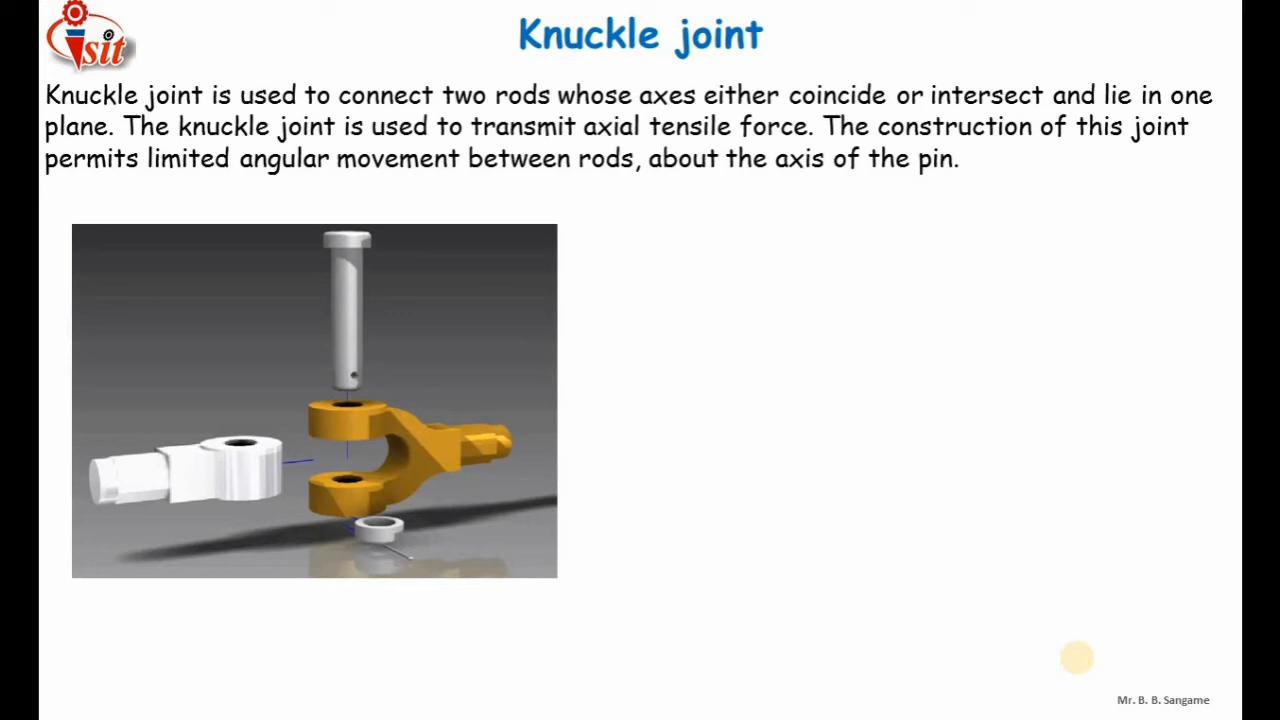 isit
Knuckle joint
Knuckle joint is used to connect two rods whose axes either coincide or intersect and lie in one
plane. The knuckle joint is used to transmit axial tensile force. The construction of this joint
permits limited angular movement between rods, about the axis of the pin.
Mr. B. B. Sangame